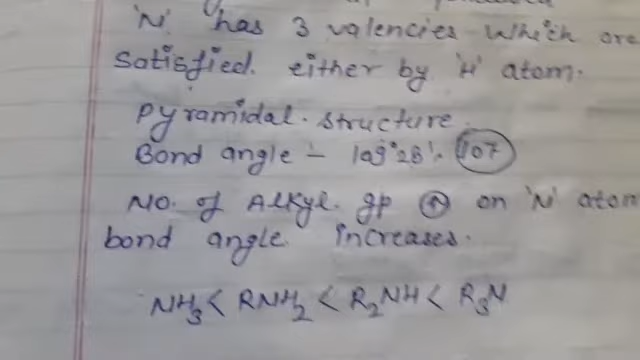 'N' has 3 valencies which are
satisfied. either by 'H' atom.
Pyramidal. structure.
Bond angle - 109°28'. 107
No. of Alkyl. gp ↑ on 'N' atom
bond angle increases.
NH₃ < RNH₂ < R₂NH < R₃N